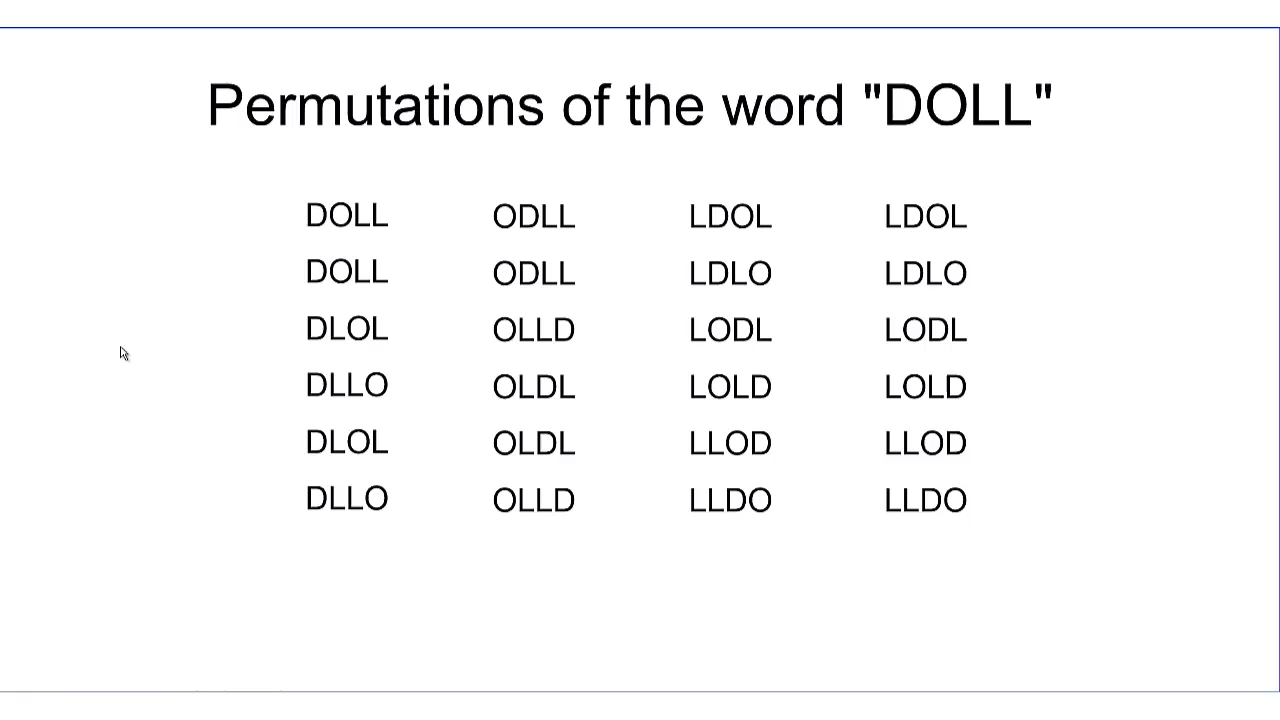 Permutations of the word "DOLL"
DOLL ODLL LDOL LDOL
DOLL ODLL LDLO LDLO
DLOL OLLD LODL LODL
DLLO OLDL LOLD LOLD
DLOL OLDL LLOD LLOD
DLLO OLLD LLDO LLDO